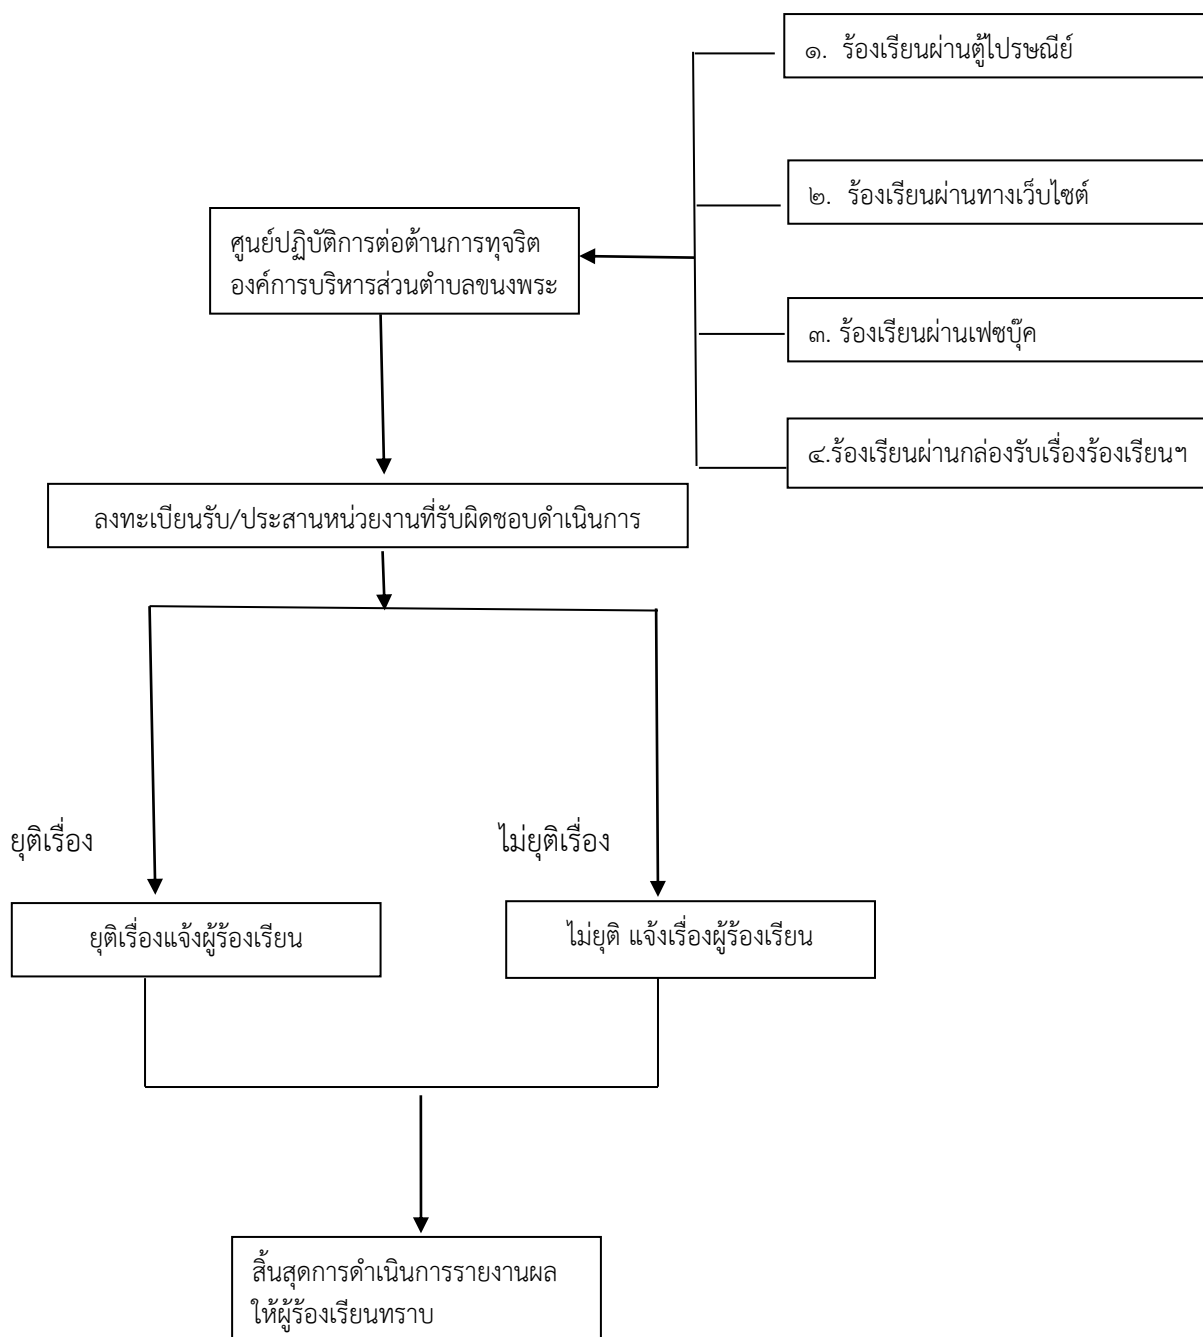 ๑. ร้องเรียนผ่านตู้ไปรษณีย์
๒. ร้องเรียนผ่านทางเว็บไซต์
ศูนย์ปฏิบัติการต่อต้านการทุจริต
องค์การบริหารส่วนตำบลขนงพระ
๓. ร้องเรียนผ่านเฟซบุ๊ค
๔.ร้องเรียนผ่านกล่องรับเรื่องร้องเรียนฯ
ลงทะเบียนรับ/ประสานหน่วยงานที่รับผิดชอบดำเนินการ
ยุติเรื่อง
ไม่ยุติเรื่อง
ยุติเรื่องแจ้งผู้ร้องเรียน
ไม่ยุติ แจ้งเรื่องผู้ร้องเรียน
สิ้นสุดการดำเนินการรายงานผล
ให้ผู้ร้องเรียนทราบ